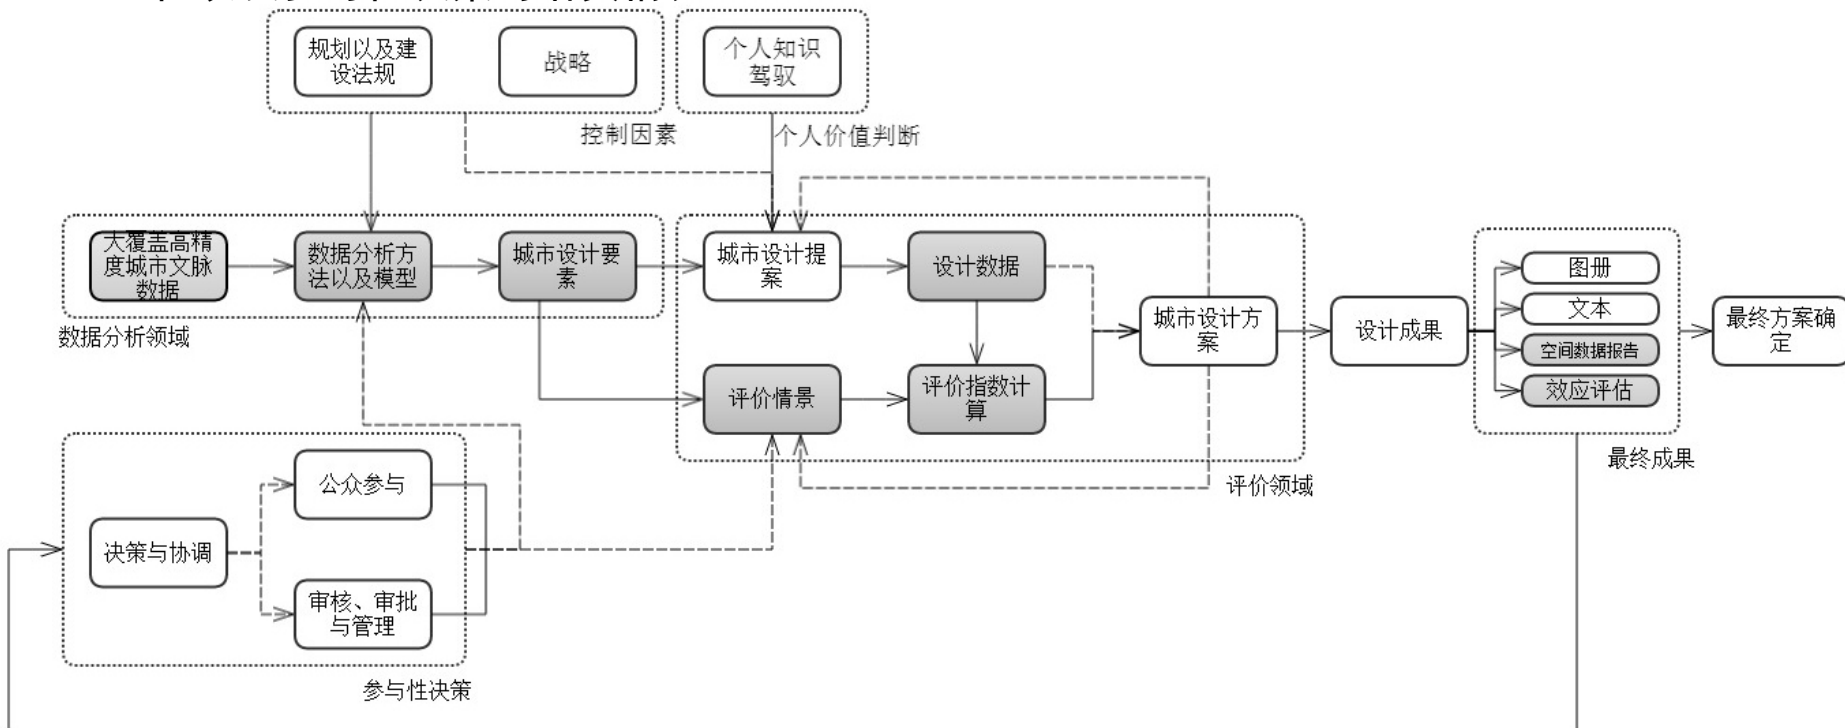 规划以及建
设法规
战略
个人知识
驾驭
控制因素
个人价值判断
大覆盖高精
度城市文脉
数据
数据分析方
法以及模型
城市设计要
素
城市设计提
案
设计数据
城市设计方
案
设计成果
图册
文本
空间数据报告
效应评估
最终方案确
定
数据分析领域
评价情景
评价指数计
算
最终成果
评价领域
公众参与
决策与协调
审核、审批
与管理
参与性决策